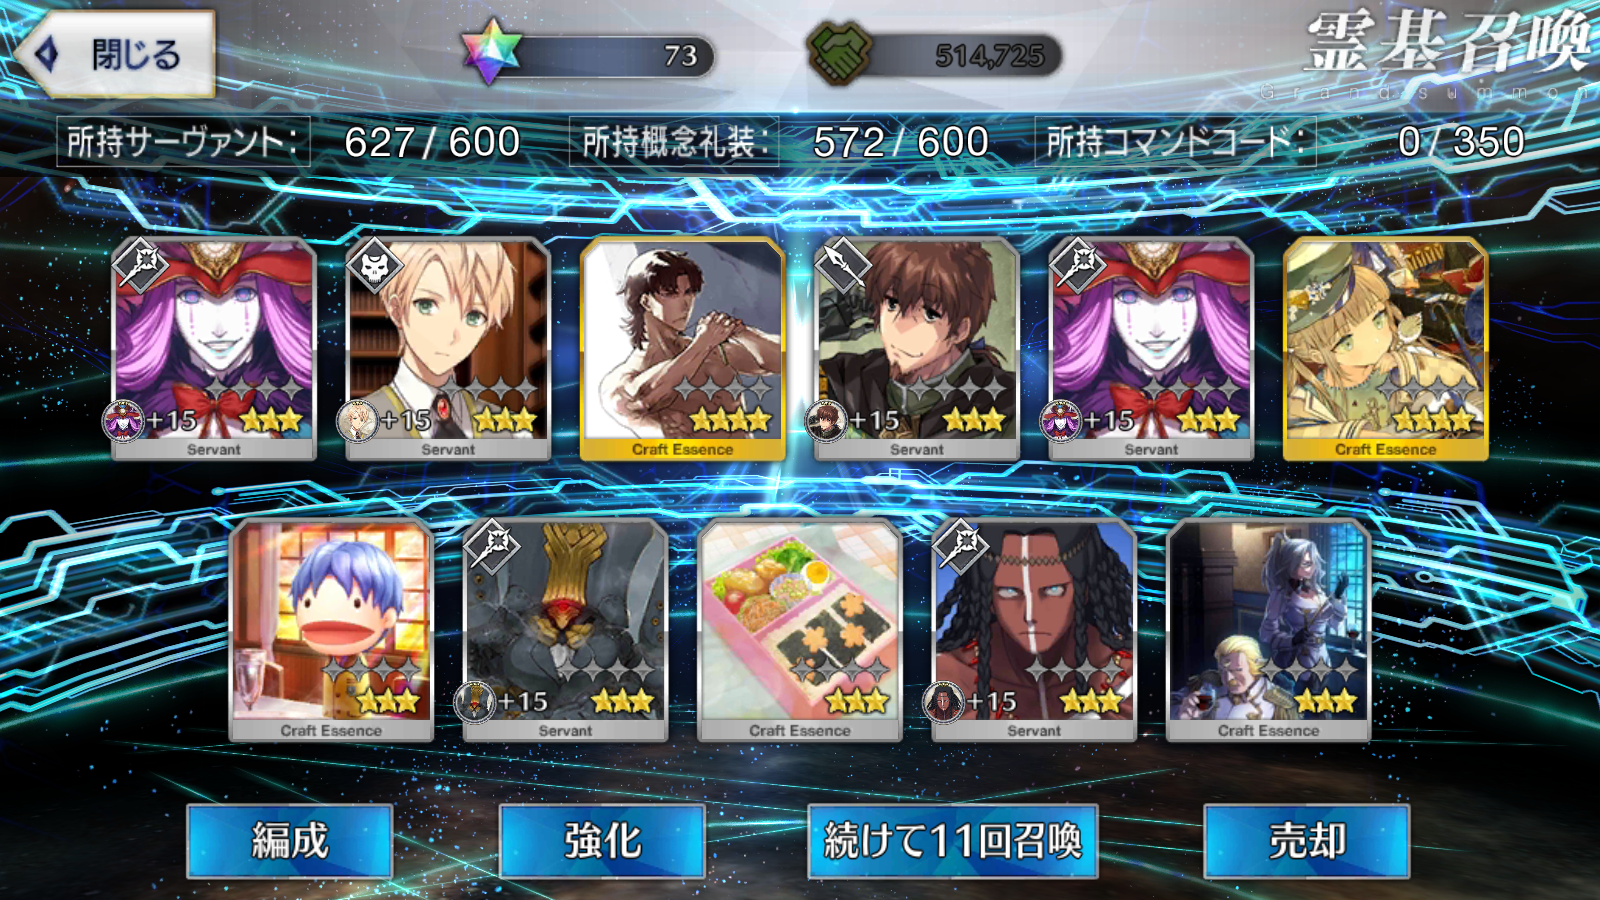 閉じる
73
514,725
霊基召喚
Grand summon
所持サーヴァント: 627/600
所持概念礼装: 572/600
所持コマンドコード: 0/350
+15
Servant
+15
Servant
Craft Essence
+15
Servant
+15
Servant
Craft Essence
Craft Essence
+15
Servant
Craft Essence
+15
Servant
Craft Essence
編成
強化
続けて11回召喚
売却